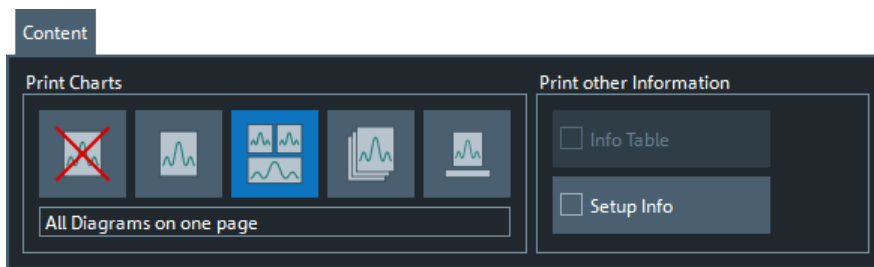 Content
Print Charts
All Diagrams on one page
Print other Information
Info Table
Setup Info